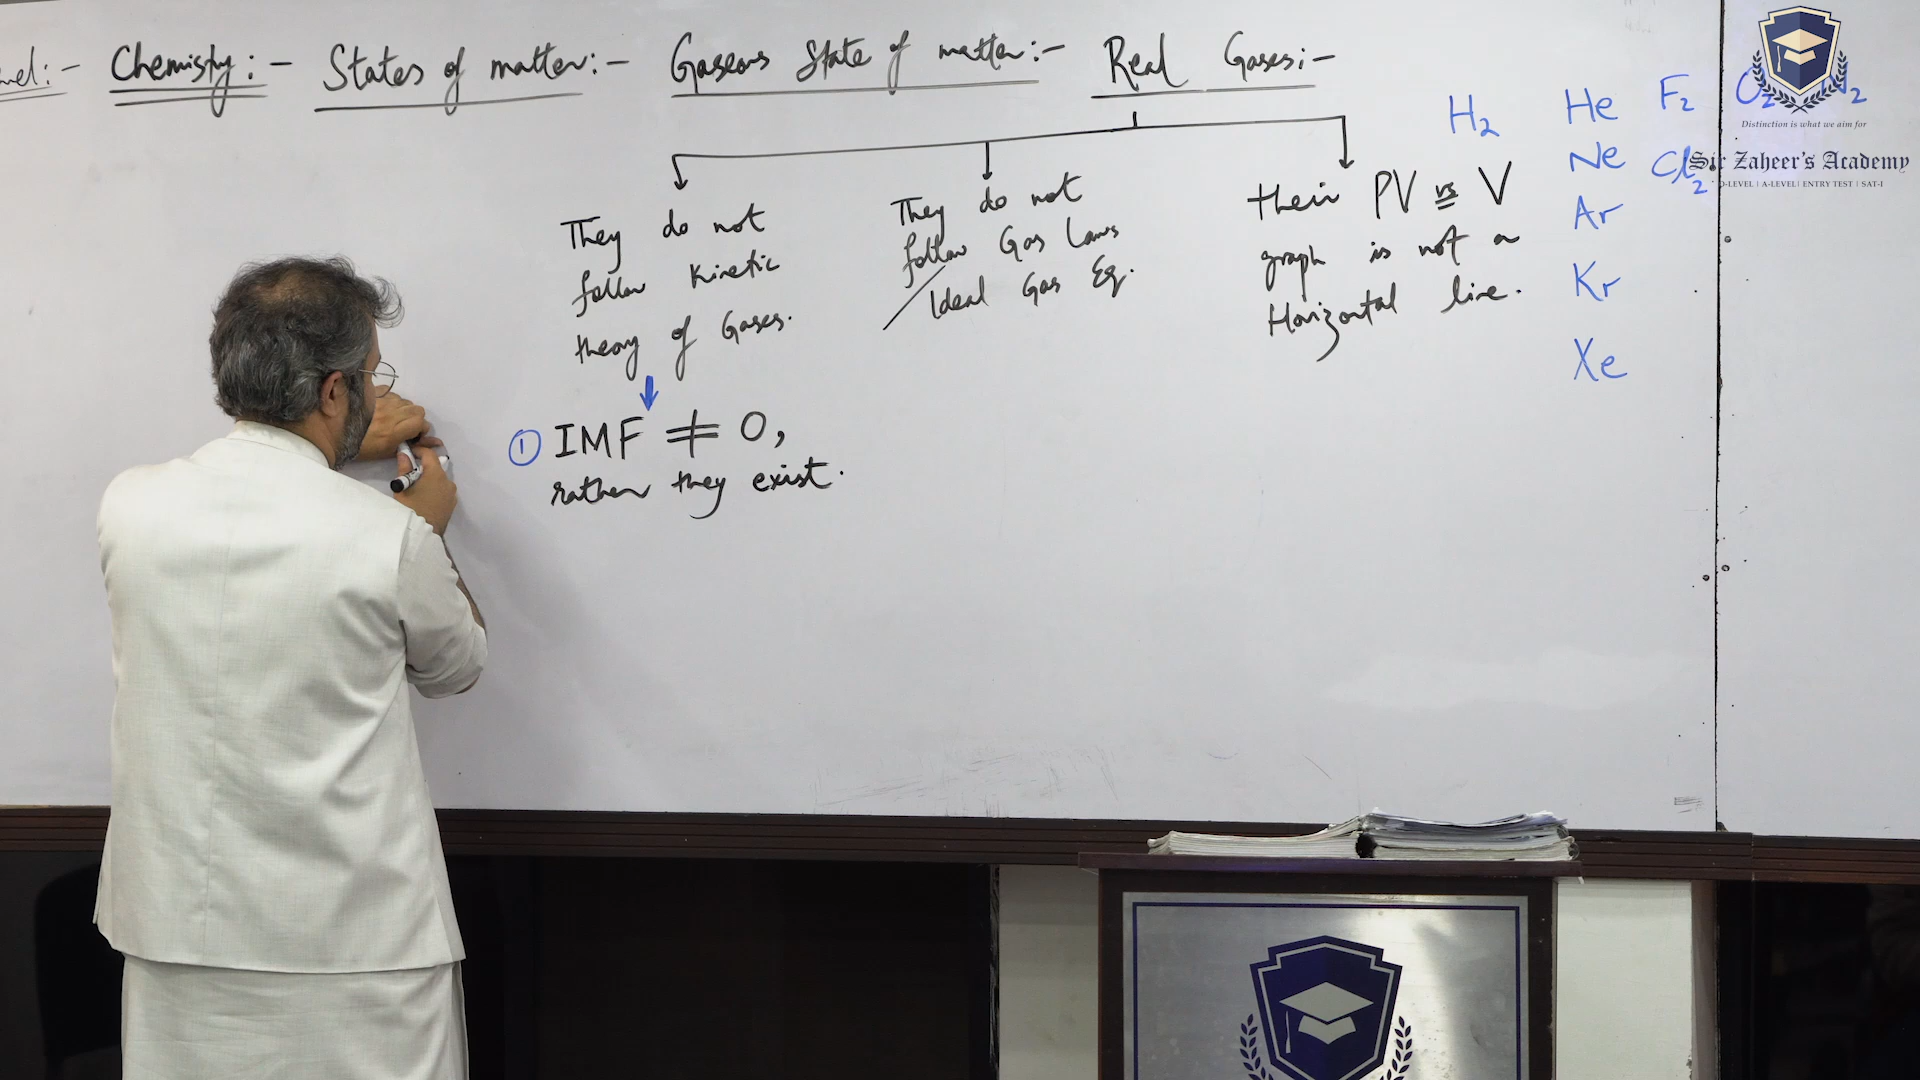 Chemistry:- States of matter:- Gaseous State of matter:- Real Gases:-
They do not
follow Kinetic
theory of Gases.
① IMF ≠ 0,
rather they exist.
They do not
follow Gas Laws
/ Ideal Gas Eq.
their PV vs V
graph is not a
Horizontal line.
H2
He
Ne
Ar
Kr
Xe
F2
Cl2
O2
N2
Distinction is what we aim for
Sir Zaheer's Academy
O-LEVEL | A-LEVEL | ENTRY TEST | SAT-I